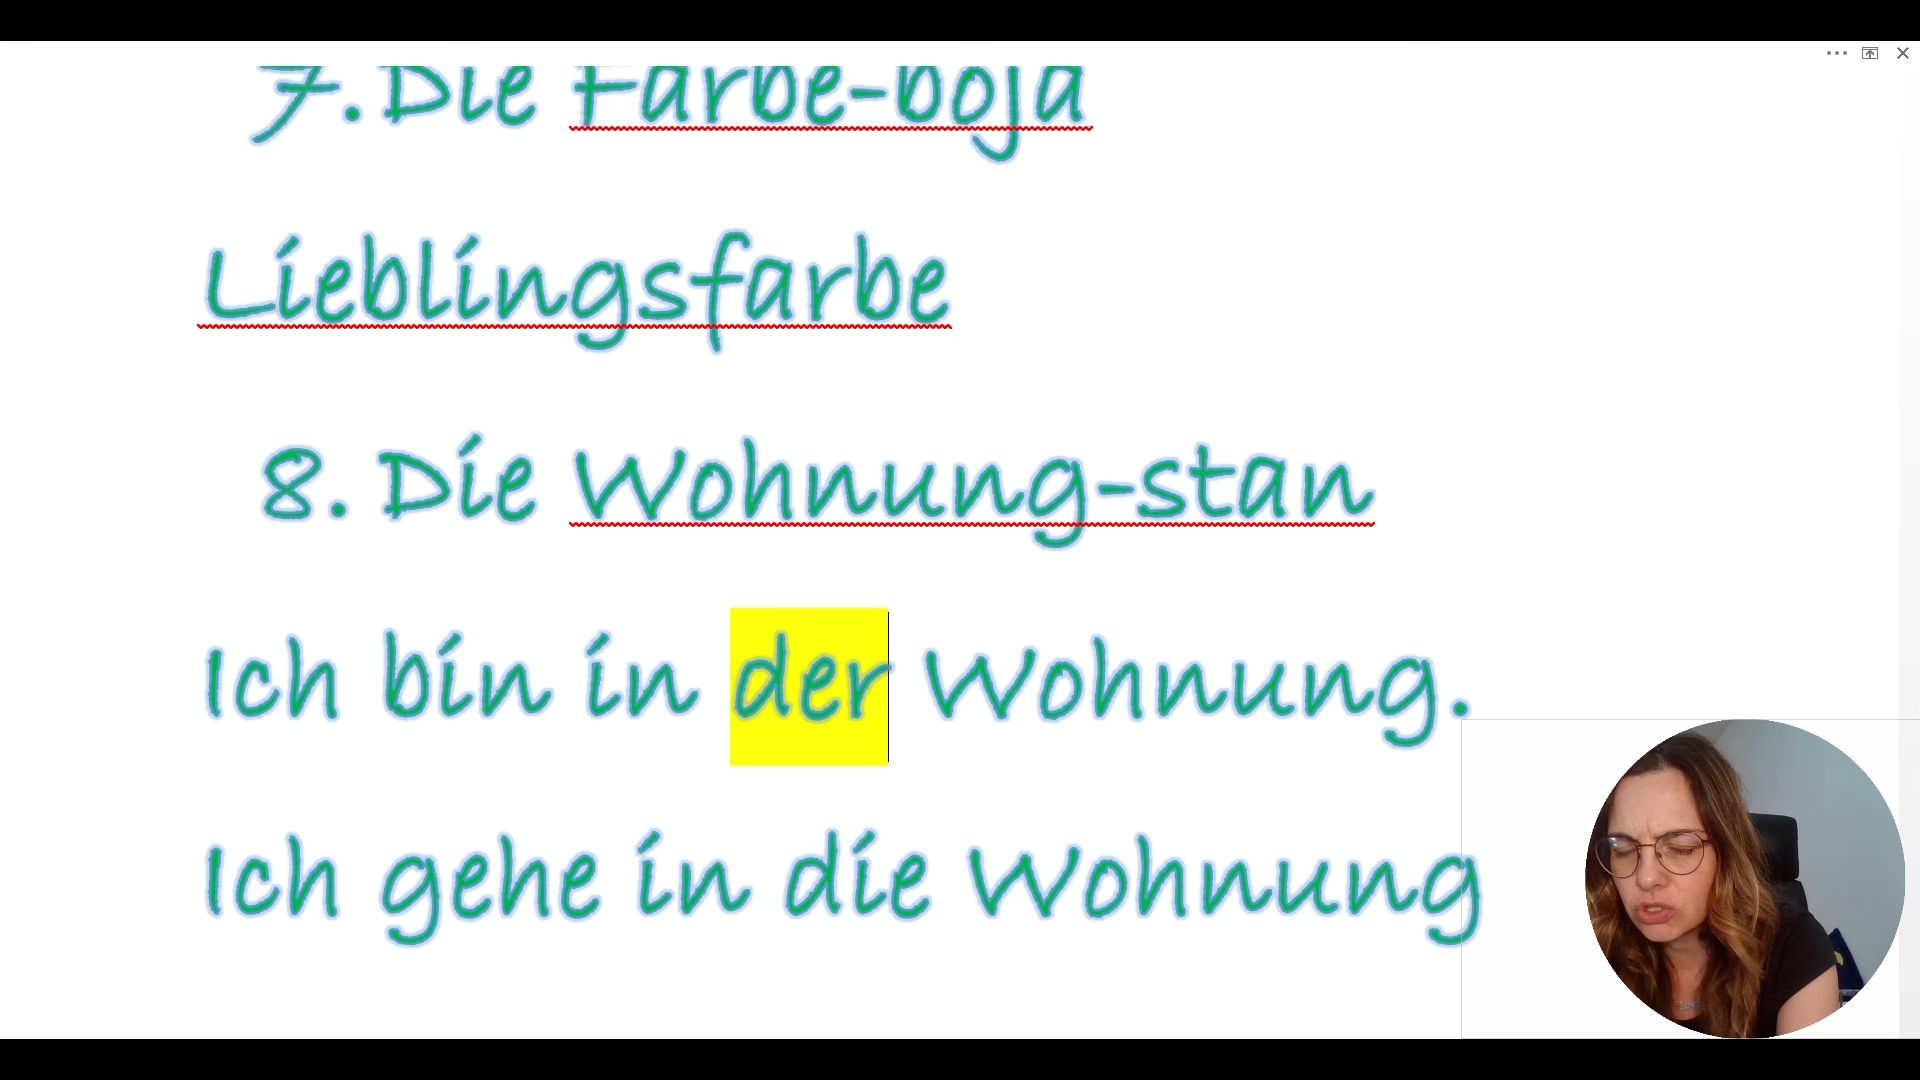 7. Die Farbe-boja
Lieblingsfarbe
8. Die Wohnung-stan
Ich bin in der Wohnung.
Ich gehe in die Wohnung